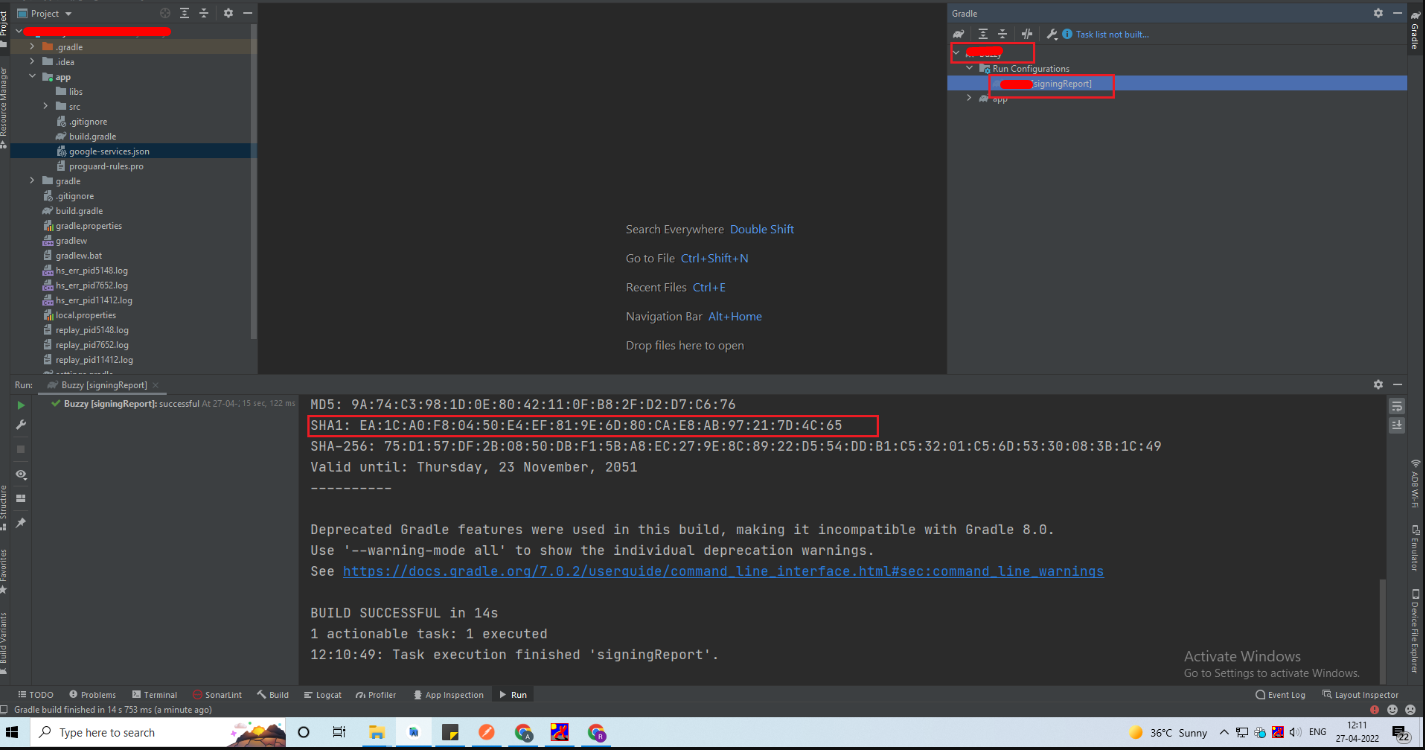 Project
Gradle
Project
.gradle
.idea
app
libs
src
.gitignore
build.gradle
google-services.json
proguard-rules.pro
gradle
.gitignore
build.gradle
gradle.properties
gradlew
gradlew.bat
hs_err_pid5148.log
hs_err_pid7652.log
hs_err_pid11412.log
local.properties
replay_pid5148.log
replay_pid7652.log
replay_pid11412.log
settings.gradle
Resource Manager
Structure
Favorites
Build Variants
Search Everywhere Double Shift
Go to File Ctrl+Shift+N
Recent Files Ctrl+E
Navigation Bar Alt+Home
Drop files here to open
Task list not built...
Run Configurations
[signingReport]
app
Gradle
ADB Wi-Fi
Emulator
Device File Explorer
Run: Buzzy [signingReport]
Buzzy [signingReport]: successful At 27-04-; 15 sec, 122 ms
MD5: 9A:74:C3:98:1D:0E:80:42:11:0F:B8:2F:D2:D7:C6:76
SHA1: EA:1C:A0:F8:04:50:E4:EF:81:9E:6D:80:CA:E8:AB:97:21:7D:4C:65
SHA-256: 75:D1:57:DF:2B:08:50:DB:F1:5B:A8:EC:27:9E:8C:89:22:D5:54:DD:B1:C5:32:01:C5:6D:53:30:08:3B:1C:49
Valid until: Thursday, 23 November, 2051
----------
Deprecated Gradle features were used in this build, making it incompatible with Gradle 8.0.
Use '--warning-mode all' to show the individual deprecation warnings.
See https://docs.gradle.org/7.0.2/userguide/command_line_interface.html#sec:command_line_warnings
BUILD SUCCESSFUL in 14s
1 actionable task: 1 executed
12:10:49: Task execution finished 'signingReport'.
Activate Windows
Go to Settings to activate Windows.
TODO Problems Terminal SonarLint Build Logcat Profiler App Inspection Run Event Log Layout Inspector
Gradle build finished in 14 s 753 ms (a minute ago)
Type here to search
36°C Sunny
ENG
12:11
27-04-2022
22